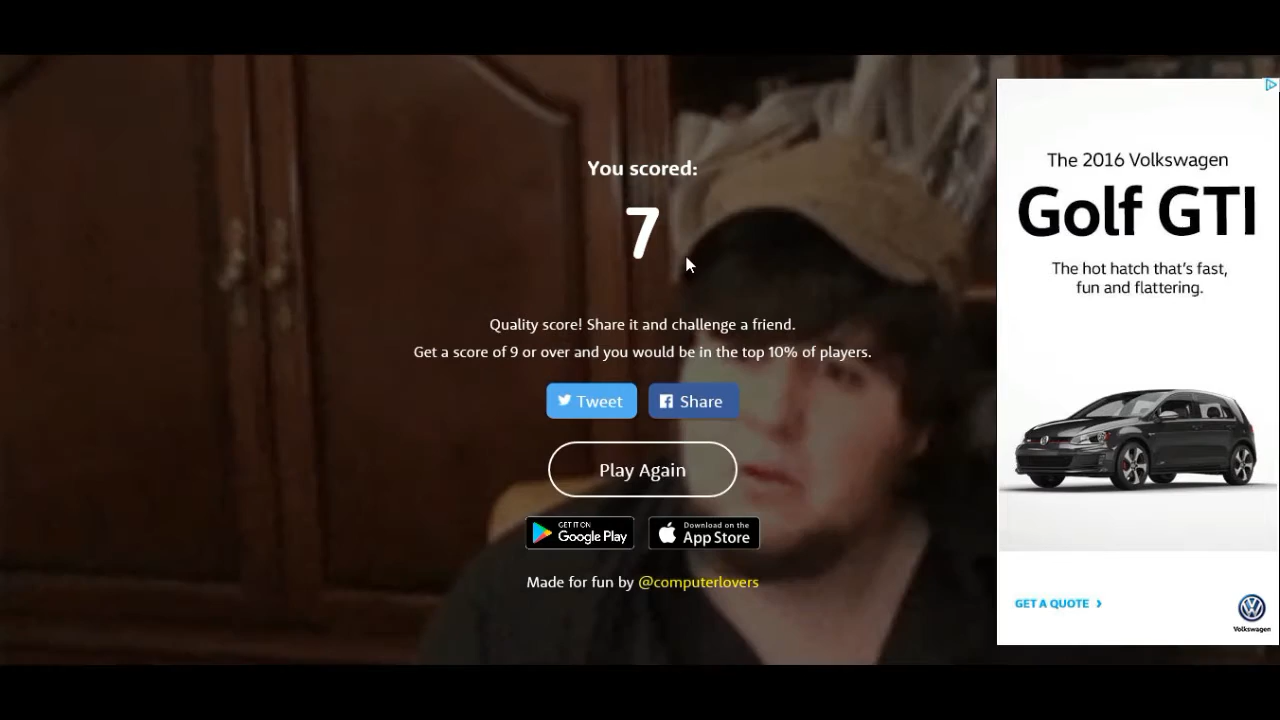 You scored:
7
Quality score! Share it and challenge a friend.
Get a score of 9 or over and you would be in the top 10% of players.
Tweet
Share
Play Again
GET IT ON
Google Play
Download on the
App Store
Made for fun by @computerlovers
The 2016 Volkswagen
Golf GTI
The hot hatch that's fast,
fun and flattering.
GET A QUOTE ›
Volkswagen